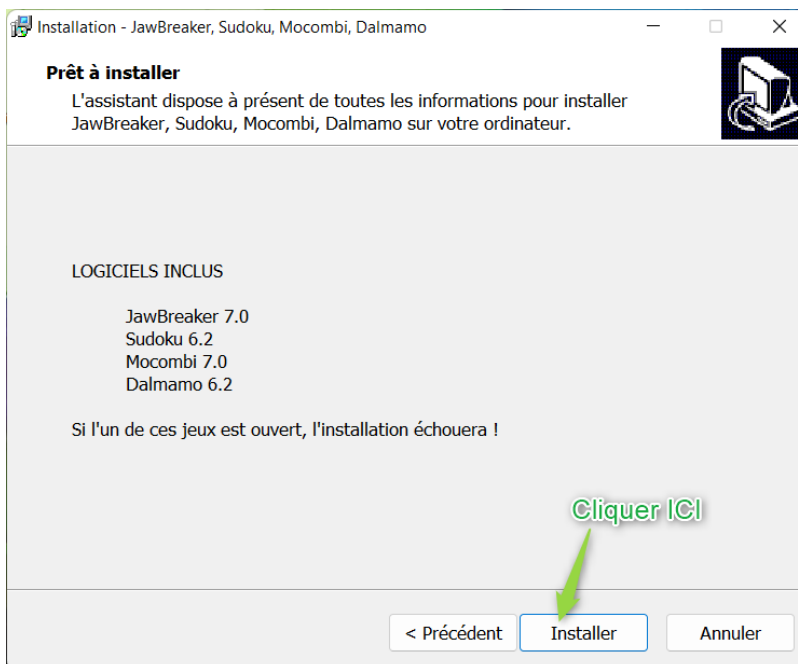 Installation - JawBreaker, Sudoku, Mocombi, Dalmamo
Prêt à installer
L'assistant dispose à présent de toutes les informations pour installer
JawBreaker, Sudoku, Mocombi, Dalmamo sur votre ordinateur.
LOGICIELS INCLUS
JawBreaker 7.0
Sudoku 6.2
Mocombi 7.0
Dalmamo 6.2
Si l'un de ces jeux est ouvert, l'installation échouera !
Cliquer ICI
< Précédent Installer Annuler